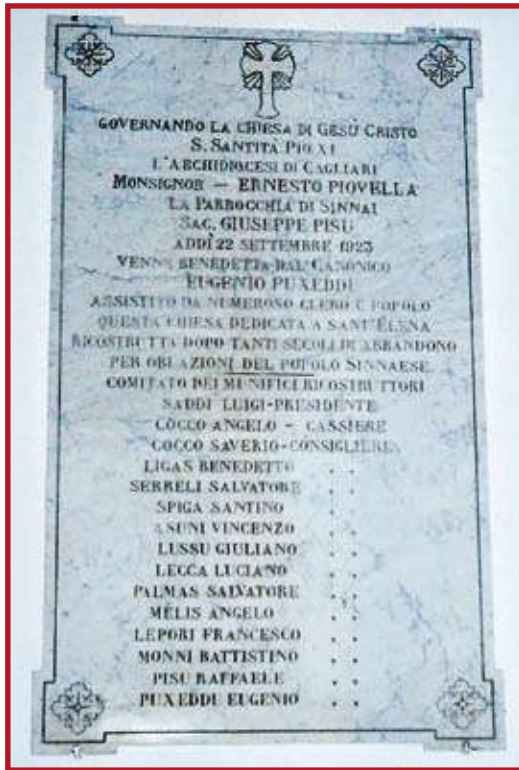 GOVERNANDO LA CHIESA DI GESÙ CRISTO
S. SANTITÀ PIO XI
L'ARCHIDIOCESI DI CAGLIARI
MONSIGNOR — ERNESTO PIOVELLA
LA PARROCCHIA DI SINNAI
SAC. GIUSEPPE PISU
ADDÌ 22 SETTEMBRE 1923
VENNE BENEDETTA DAL CANONICO
EUGENIO PUXEDDI
ASSISTITO DA NUMEROSO CLERO E POPOLO
QUESTA CHIESA DEDICATA A SANT'ELENA
RICOSTRUTTA DOPO TANTI SECOLI DI ABBANDONO
PER OBLAZIONI DEL POPOLO SINNAESE
COMITATO DEI MUNIFICI RICOSTRUTTORI
SADDI LUIGI-PRESIDENTE
COCCO ANGELO - CASSIERE
COCCO SAVERIO-CONSIGLIERE
LIGAS BENEDETTO . .
SERRELI SALVATORE . .
SPIGA SANTINO . .
ASUNI VINCENZO . .
LUSSU GIULIANO . .
LECCA LUCIANO . .
PALMAS SALVATORE . .
MELIS ANGELO . .
LEPORI FRANCESCO . .
MONNI BATTISTINO . .
PISU RAFFAELE . .
PUXEDDU EUGENIO . .